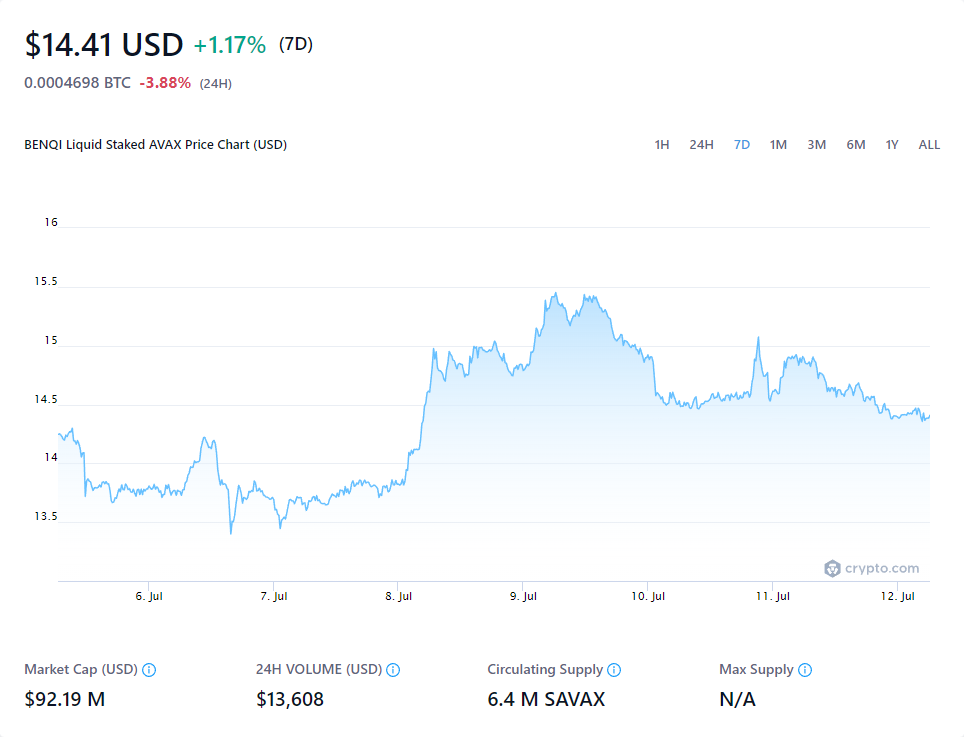 $14.41 USD +1.17% (7D)
0.0004698 BTC -3.88% (24H)
BENQI Liquid Staked AVAX Price Chart (USD) 1H 24H 7D 1M 3M 6M 1Y ALL
16
15.5
15
14.5
14
13.5
crypto.com
6. Jul 7. Jul 8. Jul 9. Jul 10. Jul 11. Jul 12. Jul
Market Cap (USD) 24H VOLUME (USD) Circulating Supply Max Supply
$92.19 M $13,608 6.4 M SAVAX N/A